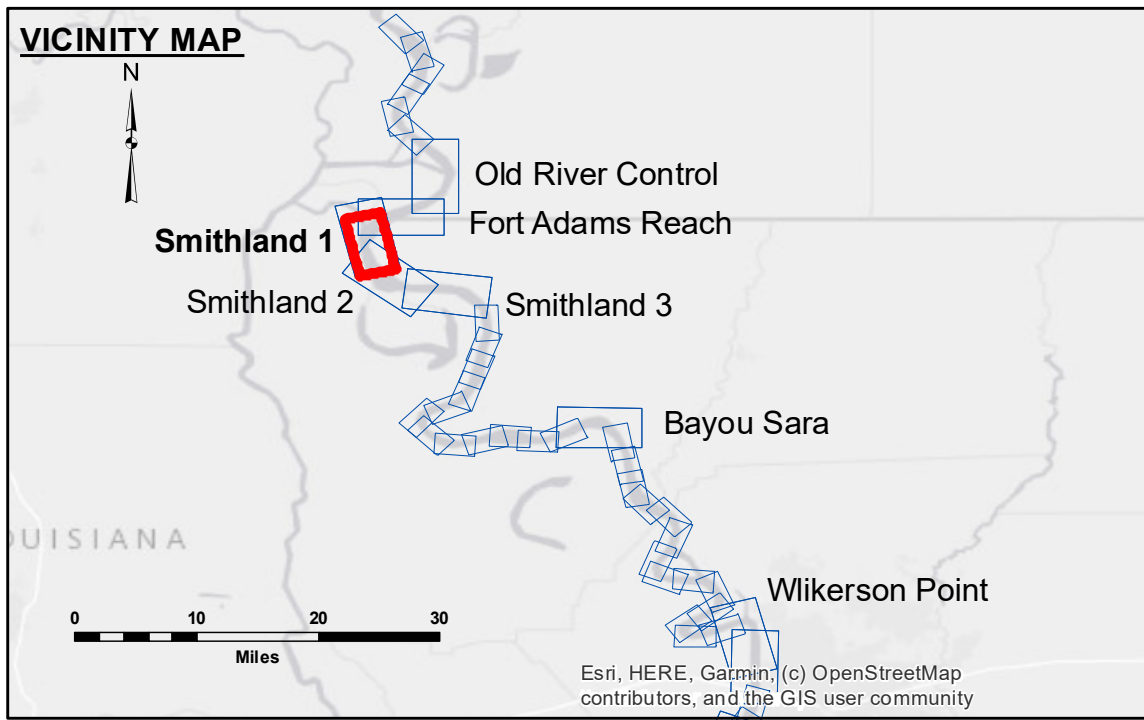 VICINITY MAP
N
Old River Control
Fort Adams Reach
Smithland 1
Smithland 2
Smithland 3
Bayou Sara
OUISIANA
Wlikerson Point
0 10 20 30
Miles
Esri, HERE, Garmin, (c) OpenStreetMap
contributors, and the GIS user community